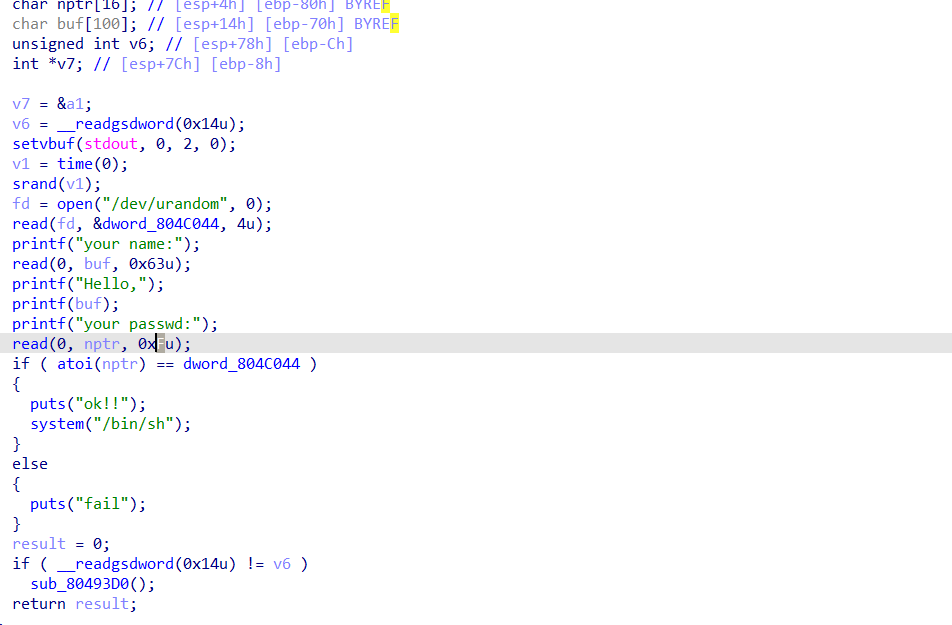 char nptr[16]; // [esp+4h] [ebp-80h] BYREF
char buf[100]; // [esp+14h] [ebp-70h] BYREF
unsigned int v6; // [esp+78h] [ebp-Ch]
int *v7; // [esp+7Ch] [ebp-8h]
v7 = &a1;
v6 = __readgsdword(0x14u);
setvbuf(stdout, 0, 2, 0);
v1 = time(0);
srand(v1);
fd = open("/dev/urandom", 0);
read(fd, &dword_804C044, 4u);
printf("your name:");
read(0, buf, 0x63u);
printf("Hello,");
printf(buf);
printf("your passwd:");
read(0, nptr, 0xFu);
if ( atoi(nptr) == dword_804C044 )
{
  puts("ok!!");
  system("/bin/sh");
}
else
{
  puts("fail");
}
result = 0;
if ( __readgsdword(0x14u) != v6 )
  sub_80493D0();
return result;